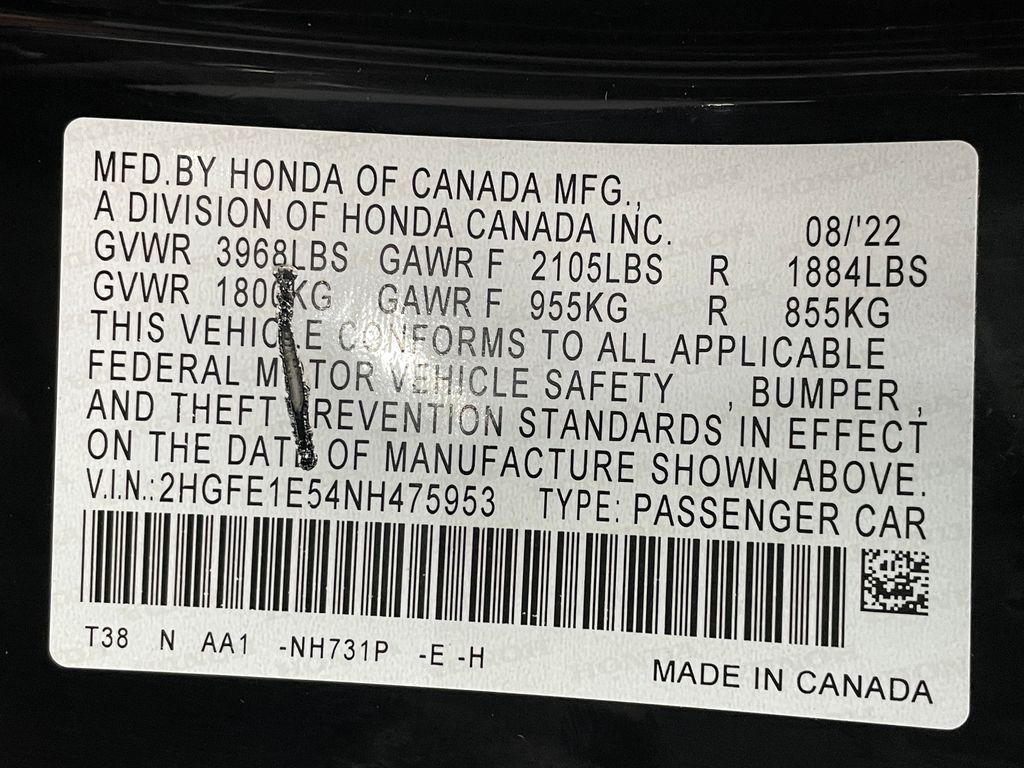 MFD.BY HONDA OF CANADA MFG.,
A DIVISION OF HONDA CANADA INC. 08/'22
GVWR 3968LBS GAWR F 2105LBS R 1884LBS
GVWR 1800KG GAWR F 955KG R 855KG
THIS VEHICLE CONFORMS TO ALL APPLICABLE
FEDERAL MOTOR VEHICLE SAFETY , BUMPER ,
AND THEFT PREVENTION STANDARDS IN EFFECT
ON THE DATE OF MANUFACTURE SHOWN ABOVE.
V.I.N.:2HGFE1E54NH475953 TYPE: PASSENGER CAR
T38 N AA1 -NH731P -E -H
MADE IN CANADA